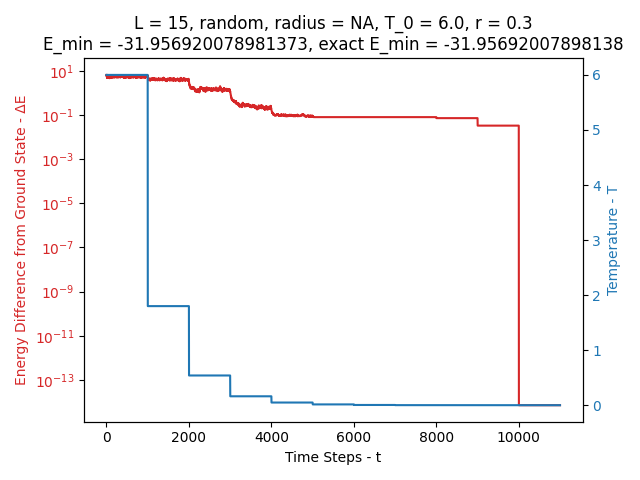 L = 15, random, radius = NA, T_0 = 6.0, r = 0.3
E_min = -31.956920078981373, exact E_min = -31.95692007898138
10^1
10^-1
10^-3
10^-5
10^-7
10^-9
10^-11
10^-13
Energy Difference from Ground State - ΔE
6
5
4
3
2
1
0
Temperature - T
0 2000 4000 6000 8000 10000
Time Steps - t